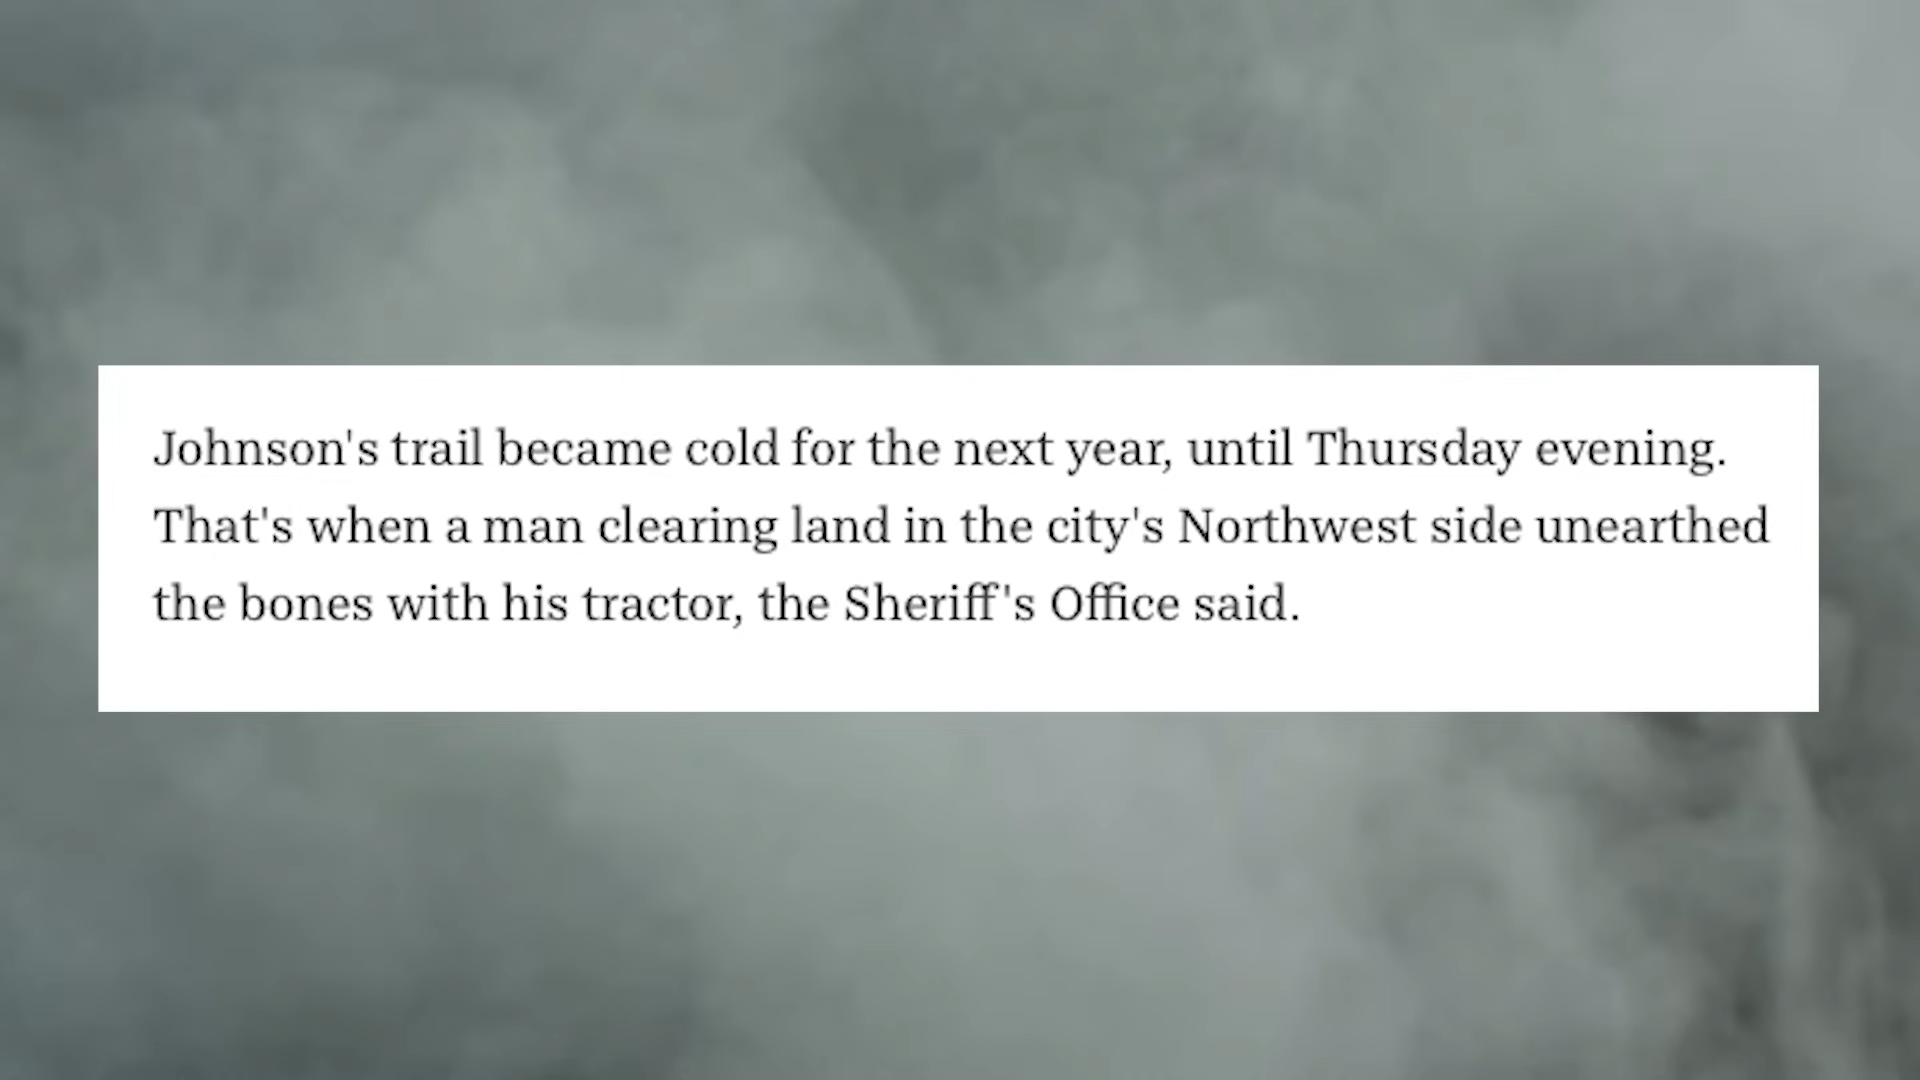 Johnson's trail became cold for the next year, until Thursday evening.
That's when a man clearing land in the city's Northwest side unearthed
the bones with his tractor, the Sheriff's Office said.